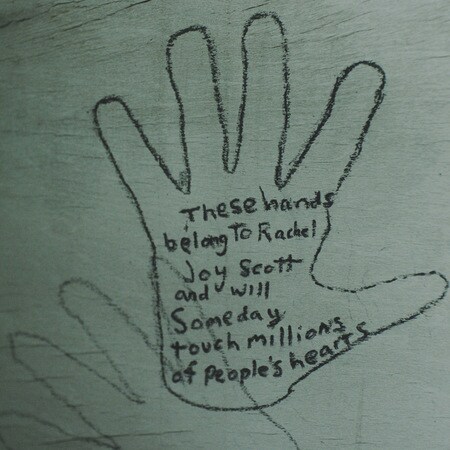 These hands
belong To Rachel
Joy Scott
and will
Someday
touch millions
of people's hearts